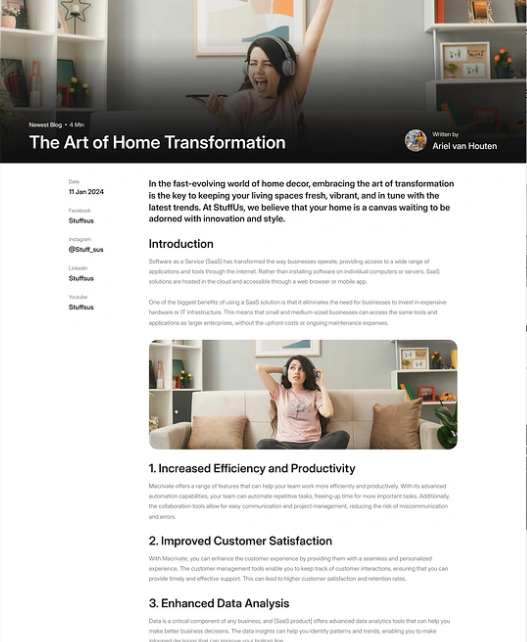 Newest Blog • 4 Min
The Art of Home Transformation
Written by
Ariel van Houten
Date
11 Jan 2024
Facebook
Stuffsus
Instagram
@Stuff_sus
Linkedin
Stuffsus
Youtube
Stuffsus
In the fast-evolving world of home decor, embracing the art of transformation
is the key to keeping your living spaces fresh, vibrant, and in tune with the
latest trends. At StuffUs, we believe that your home is a canvas waiting to be
adorned with innovation and style.
Introduction
Software as a Service (SaaS) has transformed the way businesses operate, providing access to a wide range of
applications and tools through the internet. Rather than installing software on individual computers or servers, SaaS
solutions are hosted in the cloud and accessible through a web browser or mobile app.
One of the biggest benefits of using a SaaS solution is that it eliminates the need for businesses to invest in expensive
hardware or IT infrastructure. This means that small and medium-sized businesses can access the same tools and
applications as larger enterprises, without the upfront costs or ongoing maintenance expenses.
1. Increased Efficiency and Productivity
Macrivate offers a range of features that can help your team work more efficiently and productively. With its advanced
automation capabilities, your team can automate repetitive tasks, freeing up time for more important tasks. Additionally,
the collaboration tools allow for easy communication and project management, reducing the risk of miscommunication
and errors.
2. Improved Customer Satisfaction
With Macrivate, you can enhance the customer experience by providing them with a seamless and personalized
experience. The customer management tools enable you to keep track of customer interactions, ensuring that you can
provide timely and effective support. This can lead to higher customer satisfaction and retention rates.
3. Enhanced Data Analysis
Data is a critical component of any business, and [SaaS product] offers advanced data analytics tools that can help you
make better business decisions. The data insights can help you identify patterns and trends, enabling you to make
informed decisions that can improve your bottom line.